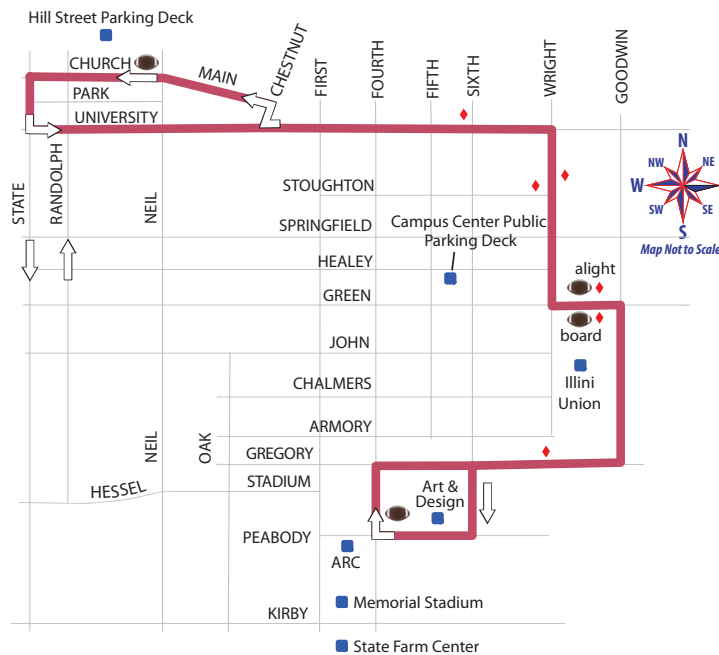 Hill Street Parking Deck
CHURCH
MAIN
CHESTNUT
PARK
UNIVERSITY
FIRST
FOURTH
FIFTH
SIXTH
WRIGHT
GOODWIN
STATE
RANDOLPH
NEIL
STOUGHTON
N
NW
NE
W
E
SW
SE
S
Map Not to Scale
SPRINGFIELD
Campus Center Public
Parking Deck
HEALEY
alight
GREEN
board
JOHN
Illini
Union
CHALMERS
ARMORY
NEIL
OAK
GREGORY
HESSEL
STADIUM
Art &
Design
PEABODY
ARC
Memorial Stadium
KIRBY
State Farm Center